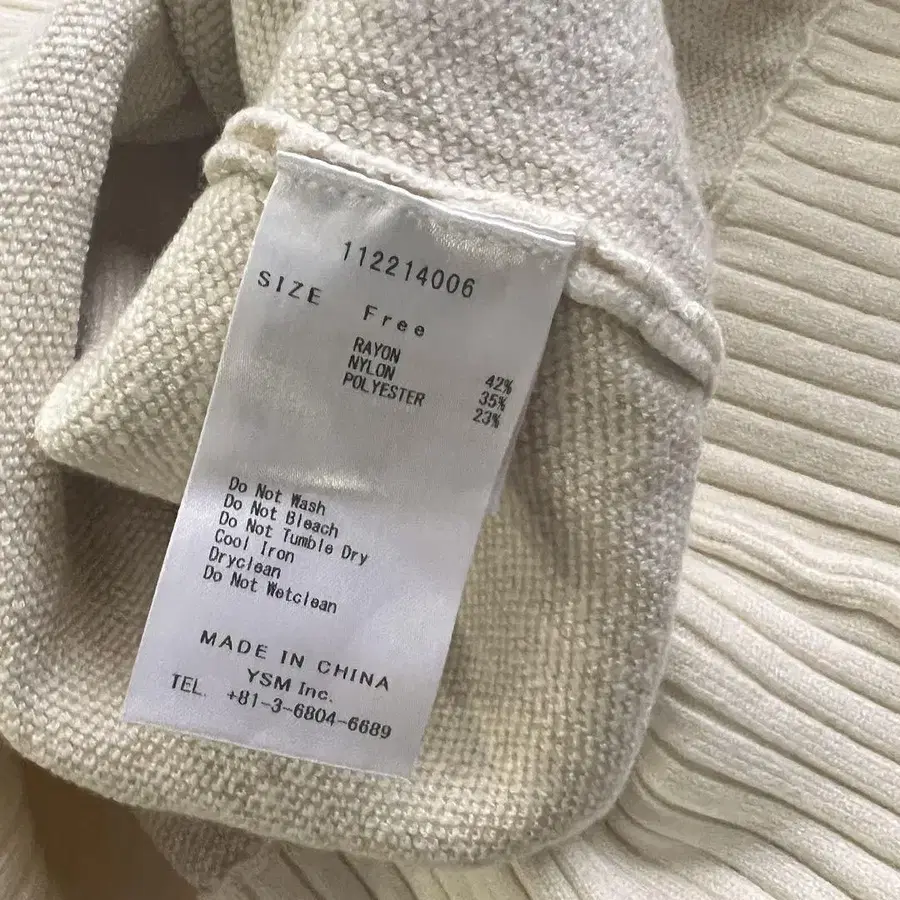 112214006
SIZE
Free
RAYON 42%
NYLON 35%
POLYESTER 23%
Do Not Wash
Do Not Bleach
Do Not Tumble Dry
Cool Iron
Dryclean
Do Not Wetclean
MADE IN CHINA
YSM Inc.
TEL. +81-3-6804-6689